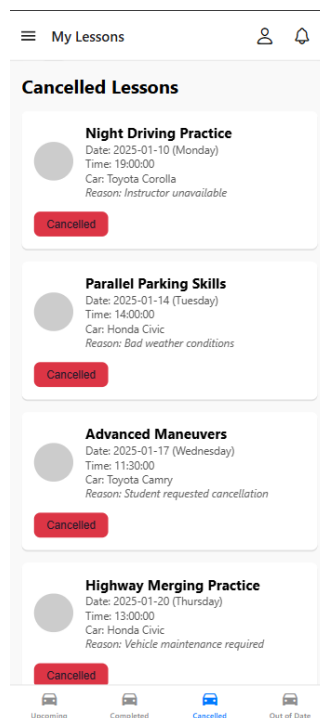 My Lessons
Cancelled Lessons
Night Driving Practice
Date: 2025-01-10 (Monday)
Time: 19:00:00
Car: Toyota Corolla
Reason: Instructor unavailable
Cancelled
Parallel Parking Skills
Date: 2025-01-14 (Tuesday)
Time: 14:00:00
Car: Honda Civic
Reason: Bad weather conditions
Cancelled
Advanced Maneuvers
Date: 2025-01-17 (Wednesday)
Time: 11:30:00
Car: Toyota Camry
Reason: Student requested cancellation
Cancelled
Highway Merging Practice
Date: 2025-01-20 (Thursday)
Time: 13:00:00
Car: Honda Civic
Reason: Vehicle maintenance required
Cancelled
Upcoming Completed Cancelled Out of Date